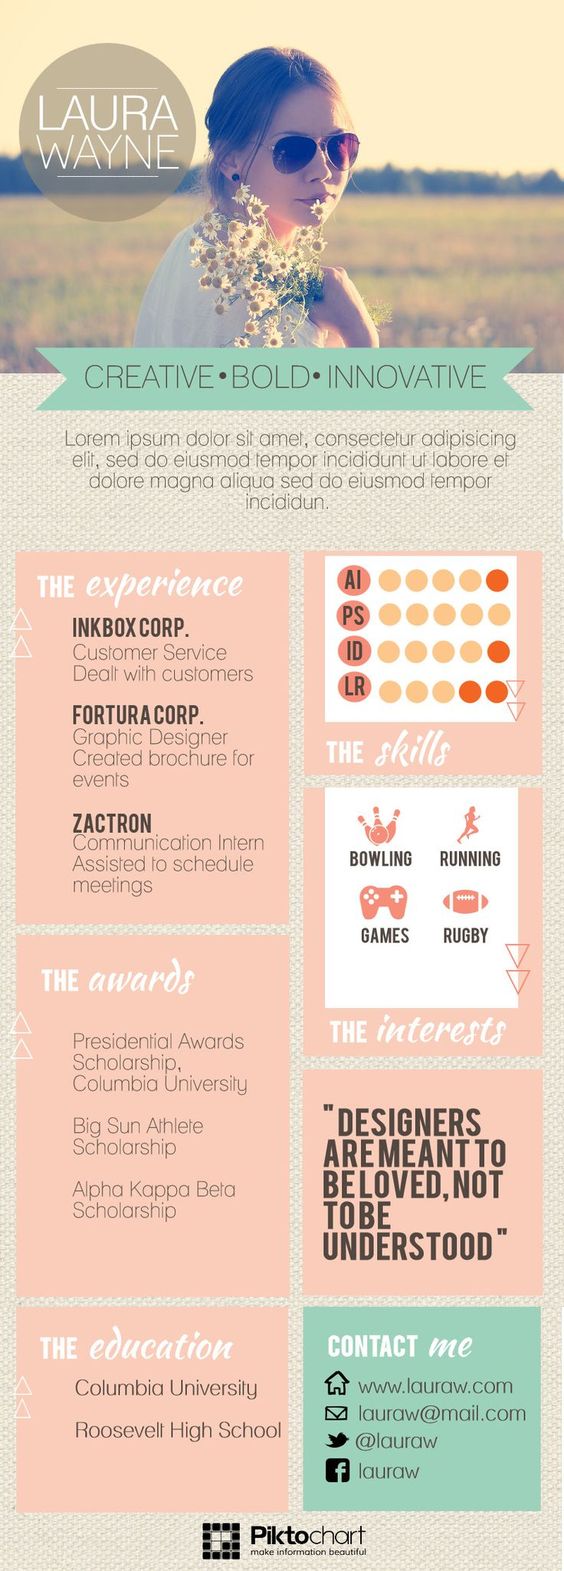 LAURA
WAYNE
CREATIVE•BOLD•INNOVATIVE
Lorem ipsum dolor sit amet, consectetur adipisicing
elit, sed do eiusmod tempor incididunt ut labore et
dolore magna aliqua sed do eiusmod tempor
incididun.
THE experience
INKBOX CORP.
Customer Service
Dealt with customers
FORTURA CORP.
Graphic Designer
Created brochure for
events
ZACTRON
Communication Intern
Assisted to schedule
meetings
AI
PS
ID
LR
THE skills
BOWLING RUNNING
GAMES RUGBY
THE interests
THE awards
Presidential Awards
Scholarship,
Columbia University
Big Sun Athlete
Scholarship
Alpha Kappa Beta
Scholarship
"DESIGNERS
ARE MEANT TO
BE LOVED, NOT
TO BE
UNDERSTOOD"
THE education
Columbia University
Roosevelt High School
CONTACT me
www.lauraw.com
lauraw@mail.com
@lauraw
lauraw
Piktochart
make information beautiful